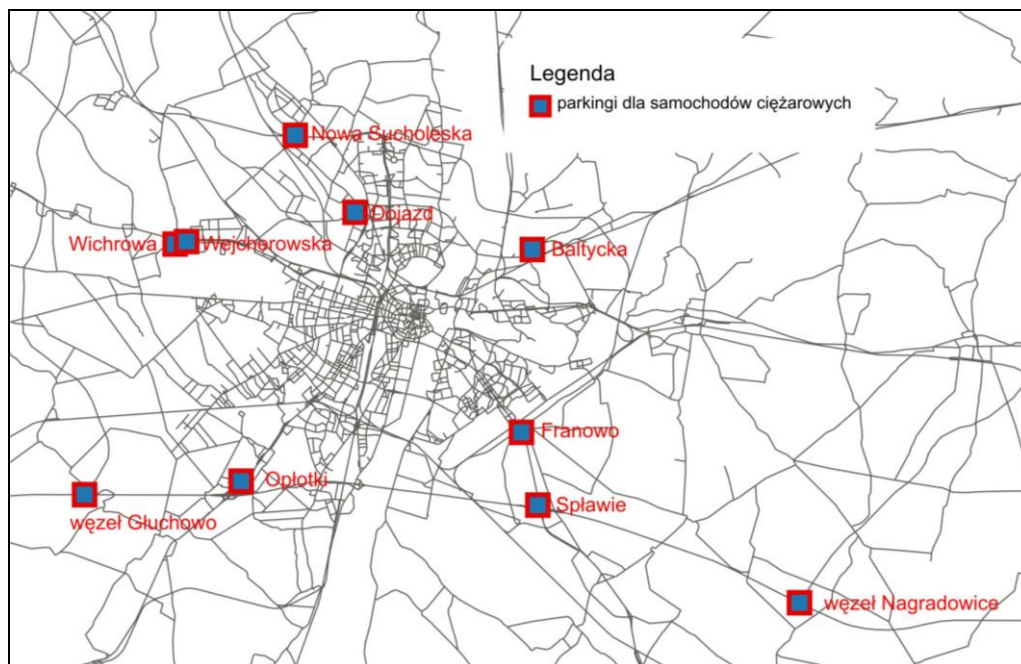 Legenda
parkingi dla samochodów ciężarowych
Nowa Sucholeska
Dojazd
Wichrowa
Wejcherowska
Bałtycka
Franowo
Opłotki
węzeł Głuchowo
Spławie
węzeł Nagradowice